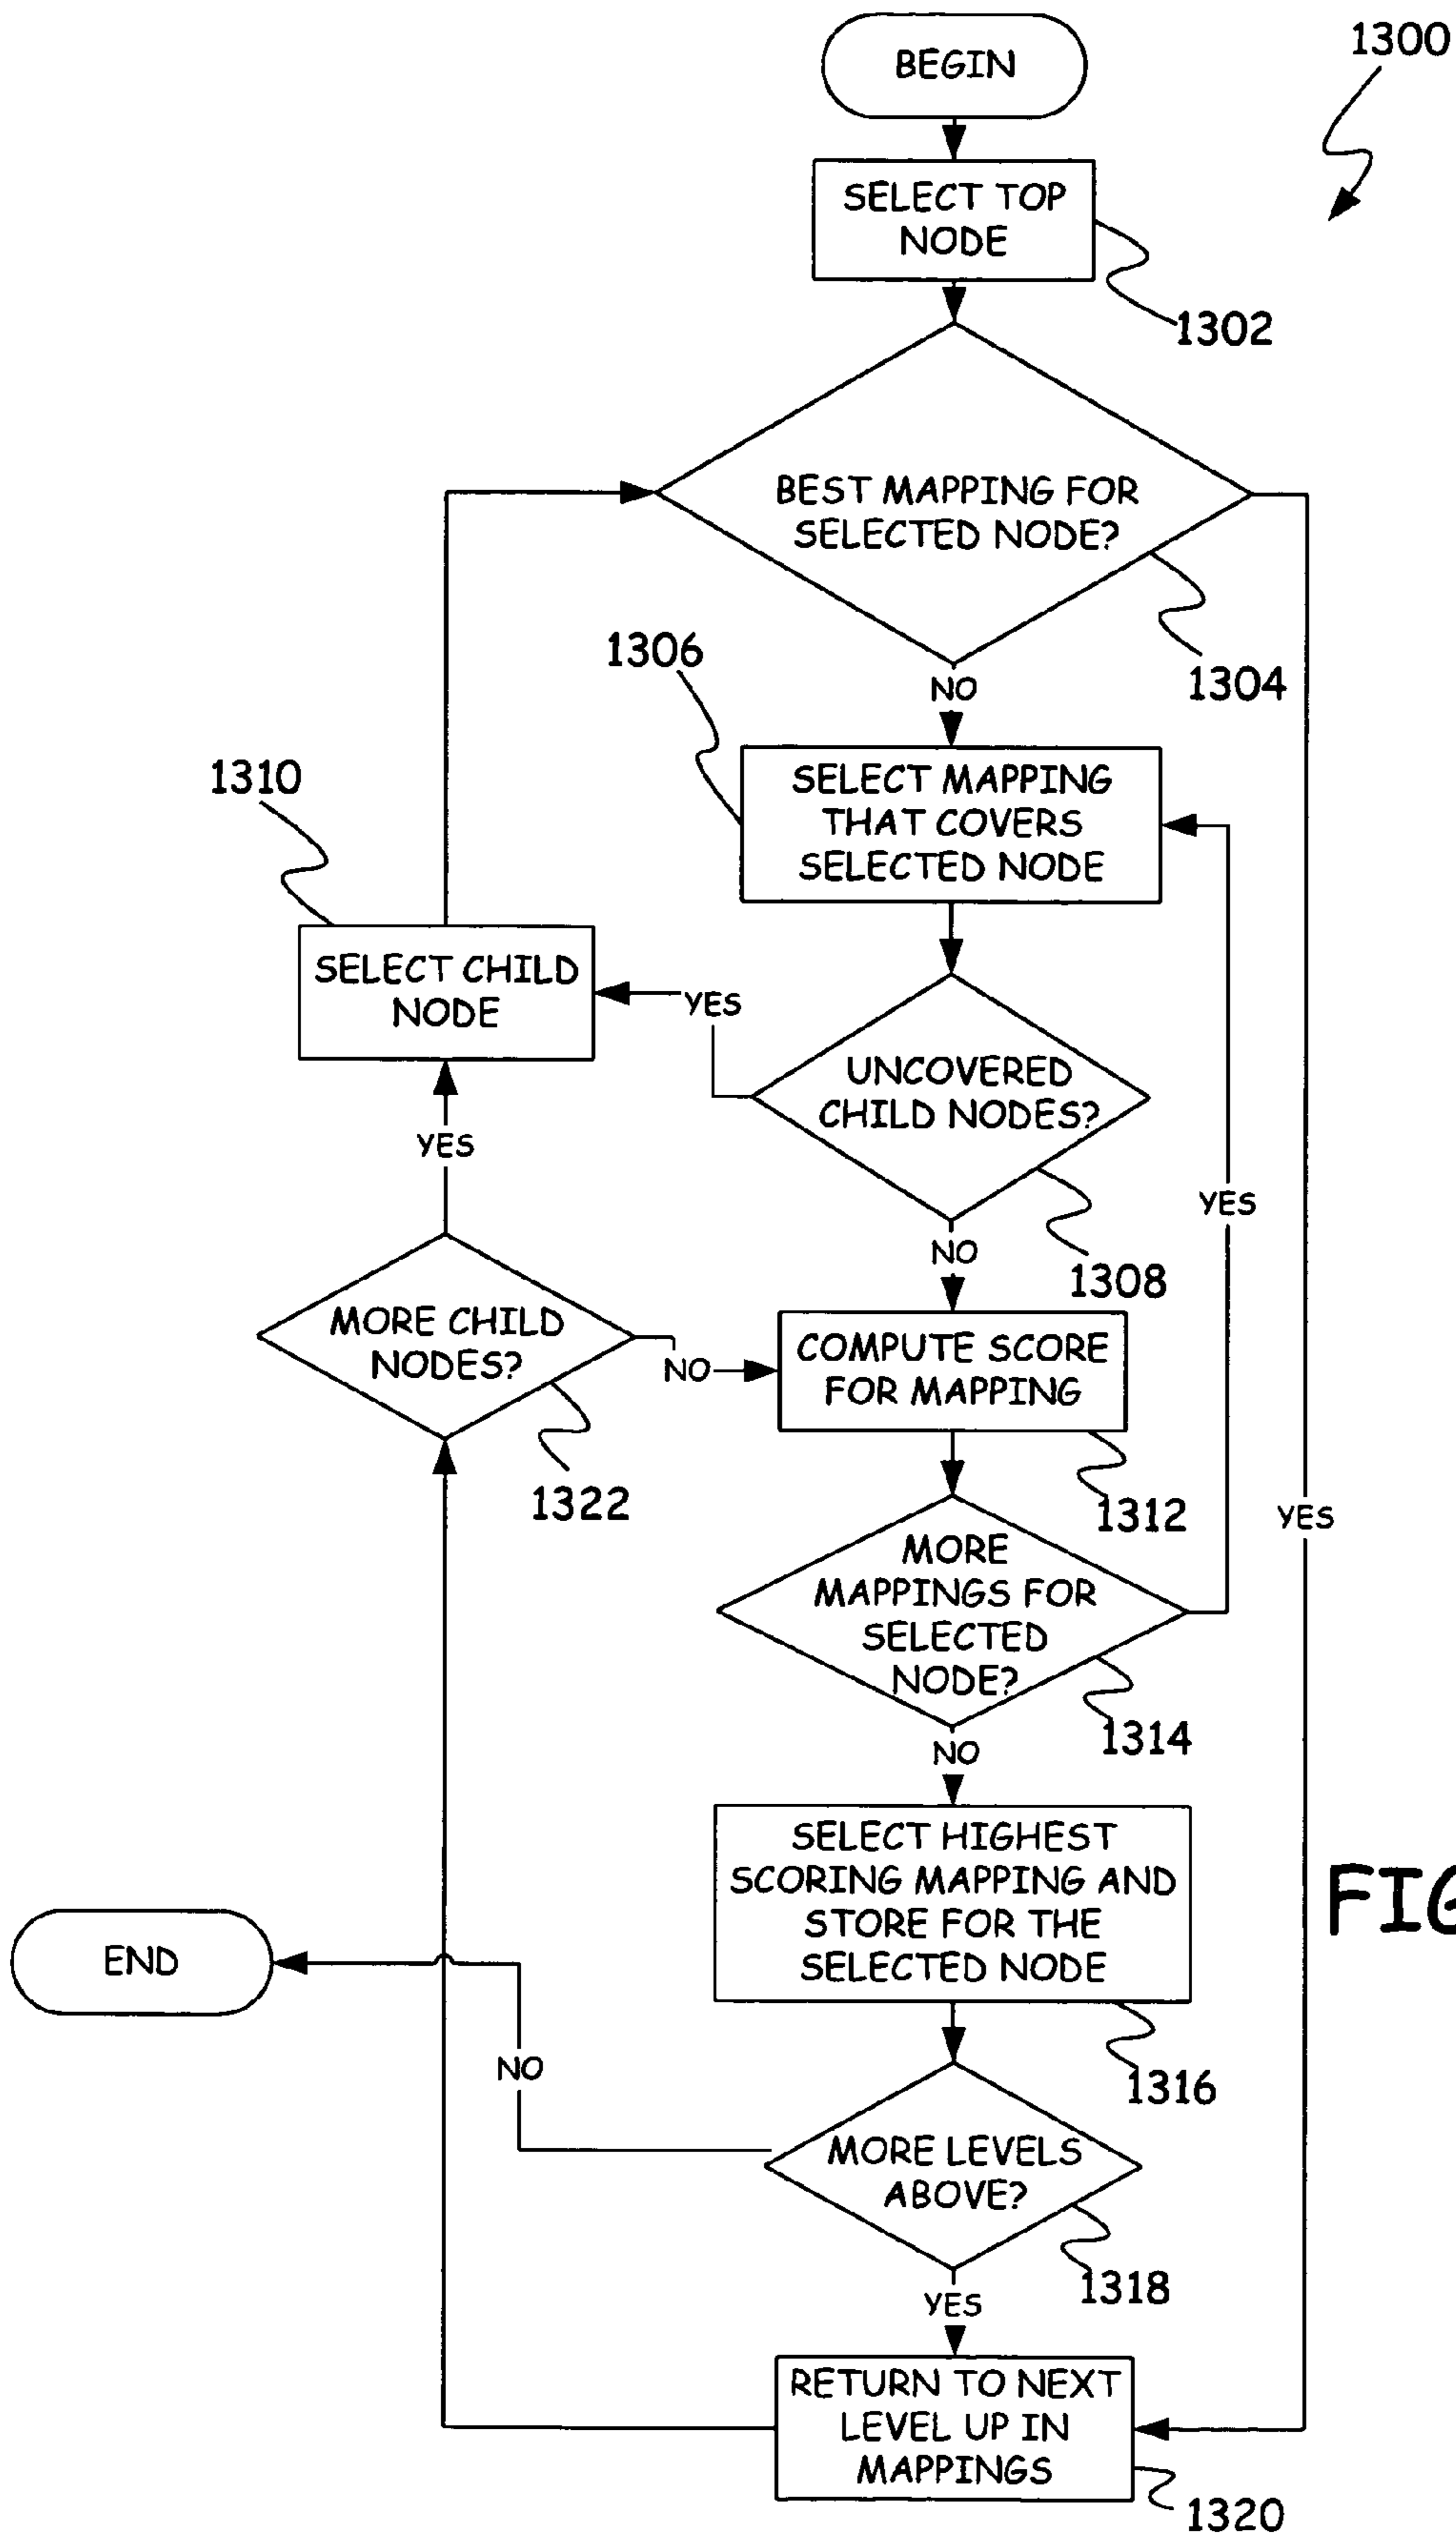 BEGIN
1300
SELECT TOP
NODE
1302
BEST MAPPING FOR
SELECTED NODE?
1304
NO
1306
SELECT MAPPING
THAT COVERS
SELECTED NODE
1310
SELECT CHILD
NODE
YES
UNCOVERED
CHILD NODES?
1308
YES
YES
NO
MORE CHILD
NODES?
1322
NO
COMPUTE SCORE
FOR MAPPING
1312
YES
MORE
MAPPINGS FOR
SELECTED
NODE?
1314
NO
SELECT HIGHEST
SCORING MAPPING AND
STORE FOR THE
SELECTED NODE
1316
FIG
END
NO
MORE LEVELS
ABOVE?
1318
YES
RETURN TO NEXT
LEVEL UP IN
MAPPINGS
1320